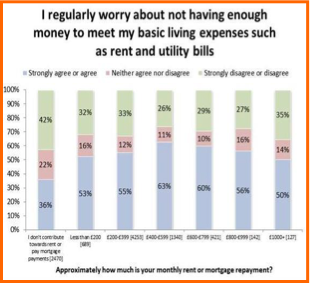 I regularly worry about not having enough
money to meet my basic living expenses such
as rent and utility bills
Strongly agree or agree Neither agree nor disagree Strongly disagree or disagree
100%
90%
80%
70%
60%
50%
40%
30%
20%
10%
0%
42% 32% 33% 26% 29% 27% 35%
22% 16% 12% 11% 10% 16% 14%
36% 53% 55% 63% 60% 56% 50%
I don't contribute Less than £200 £200-£399 £400-£599 £600-£799 £800-£999 £1000+ [127]
towards rent or
pay mortgage
payments [2470]
Approximately how much is your monthly rent or mortgage repayment?